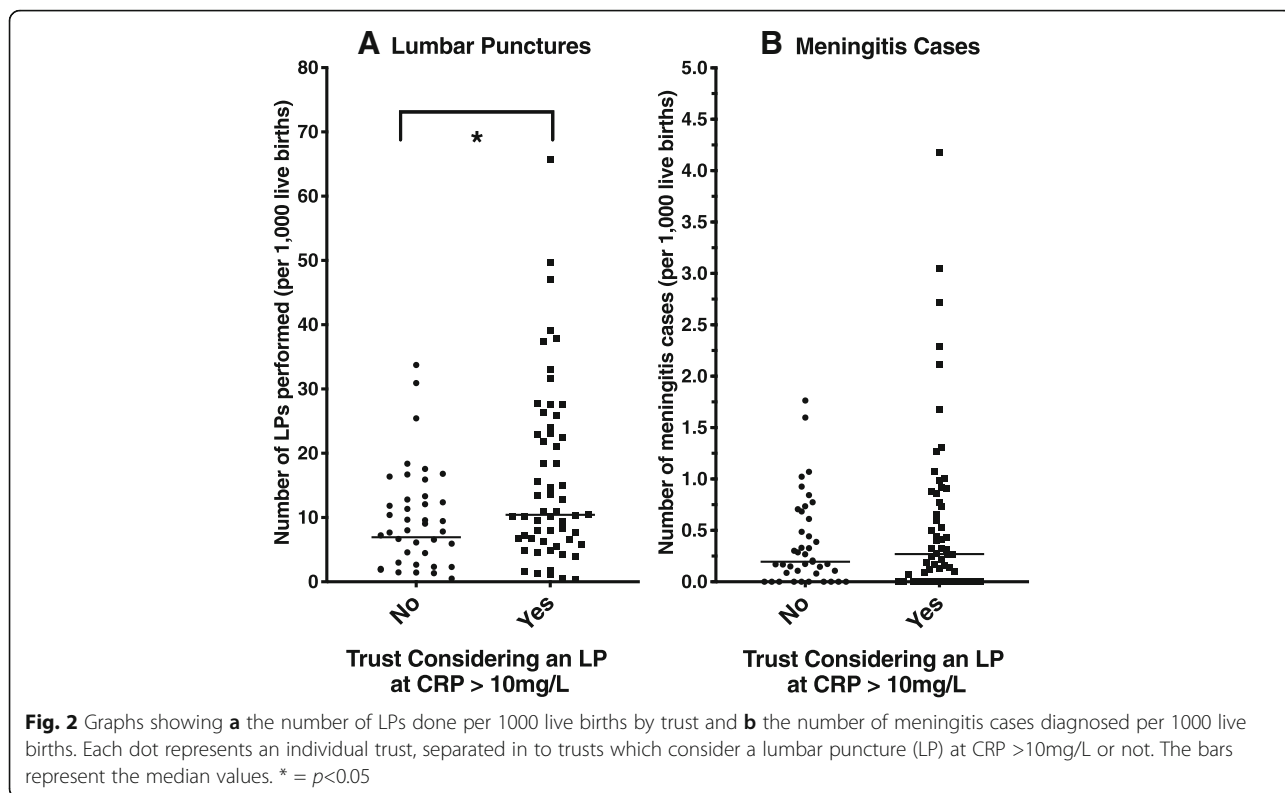 A Lumbar Punctures
Number of LPs performed (per 1,000 live births)
80
70
60
50
40
30
20
10
0
*
No
Yes
Trust Considering an LP
at CRP > 10mg/L
B Meningitis Cases
Number of meningitis cases (per 1,000 live births)
5.0
4.5
4.0
3.5
3.0
2.5
2.0
1.5
1.0
0.5
0.0
No
Yes
Trust Considering an LP
at CRP > 10mg/L
Fig. 2 Graphs showing a the number of LPs done per 1000 live births by trust and b the number of meningitis cases diagnosed per 1000 live
births. Each dot represents an individual trust, separated in to trusts which consider a lumbar puncture (LP) at CRP >10mg/L or not. The bars
represent the median values. * = p<0.05